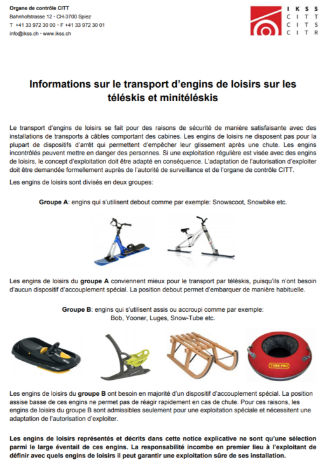 Organe de contrôle CITT
Bahnhofstrasse 12 - CH-3700 Spiez
T +41 33 972 30 00 - F +41 33 972 30 01
info@ikss.ch - www.ikss.ch
I K S S
C I T T
C I T S
C I T R
Informations sur le transport d'engins de loisirs sur les
téléskis et minitéléskis
Le transport d'engins de loisirs se fait pour des raisons de sécurité de manière satisfaisante avec des
installations de transports à câbles comportant des cabines. Les engins de loisirs ne disposent pas pour la
plupart de dispositifs d'arrêt qui permettent d'empêcher leur glissement après une chute. Les engins
incontrôlés peuvent mettre en danger des personnes. Si une exploitation régulière est visée avec des engins
de loisirs, le concept d'exploitation doit être adapté en conséquence. L'adaptation de l'autorisation d'exploiter
doit être demandée formellement auprès de l'autorité de surveillance et de l'organe de contrôle CITT.
Les engins de loisirs sont divisés en deux groupes:
Groupe A: engins qui s'utilisent debout comme par exemple: Snowscoot, Snowbike etc.
Les engins de loisirs du groupe A conviennent mieux pour le transport par téléskis, puisqu'ils n'ont besoin
d'aucun dispositif d'accouplement spécial. La position debout permet d'embarquer de manière habituelle.
Groupe B: engins qui s'utilisent assis ou accroupi comme par exemple:
Bob, Yooner, Luges, Snow-Tube etc.
Les engins de loisirs du groupe B ont besoin en majorité d'un dispositif d'accouplement spécial. La position
assise basse de ces engins ne permet pas de réagir rapidement en cas de chute. Pour ces raisons, les
engins de loisirs du groupe B sont admissibles seulement pour une exploitation spéciale et nécessitent une
adaptation de l'autorisation d'exploiter.
Les engins de loisirs représentés et décrits dans cette notice explicative ne sont qu'une sélection
parmi le large éventail de ces engins. La responsabilité incombe en premier lieu à l'exploitant de
définir avec quels engins de loisirs il peut garantir une exploitation sûre de ses installation.